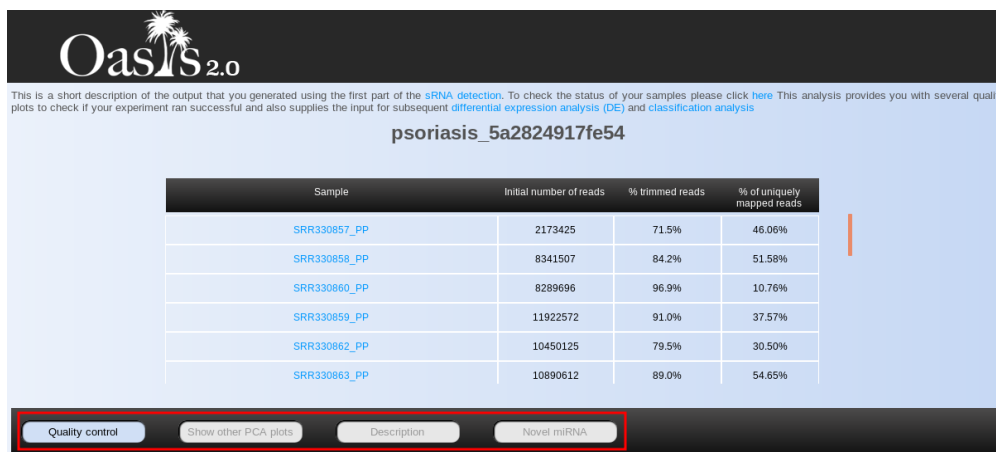 Oasis 2.0
This is a short description of the output that you generated using the first part of the sRNA detection. To check the status of your samples please click here This analysis provides you with several quali
plots to check if your experiment ran successful and also supplies the input for subsequent differential expression analysis (DE) and classification analysis
psoriasis_5a2824917fe54
Sample Initial number of reads % trimmed reads % of uniquely
mapped reads
SRR330857_PP 2173425 71.5% 46.06%
SRR330858_PP 8341507 84.2% 51.58%
SRR330860_PP 8289696 96.9% 10.76%
SRR330859_PP 11922572 91.0% 37.57%
SRR330862_PP 10450125 79.5% 30.50%
SRR330863_PP 10890612 89.0% 54.65%
Quality control Show other PCA plots Description Novel miRNA